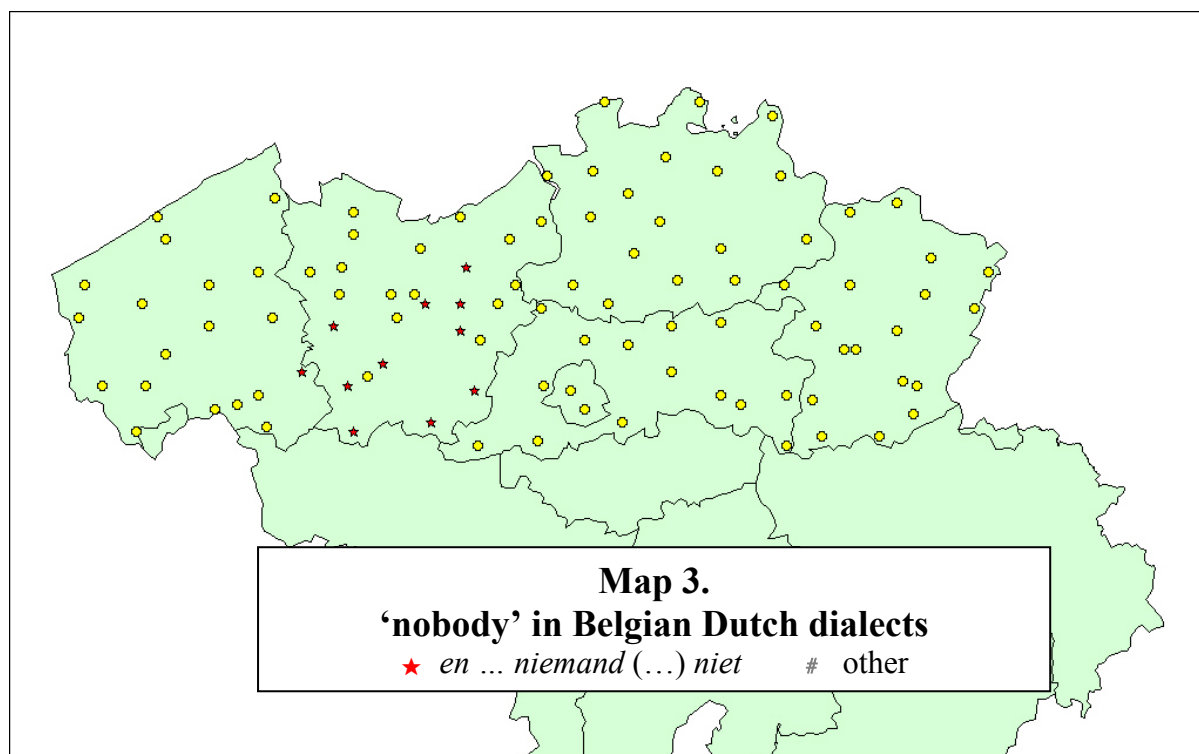 Map 3.
‘nobody’ in Belgian Dutch dialects
en ... niemand (...) niet # other